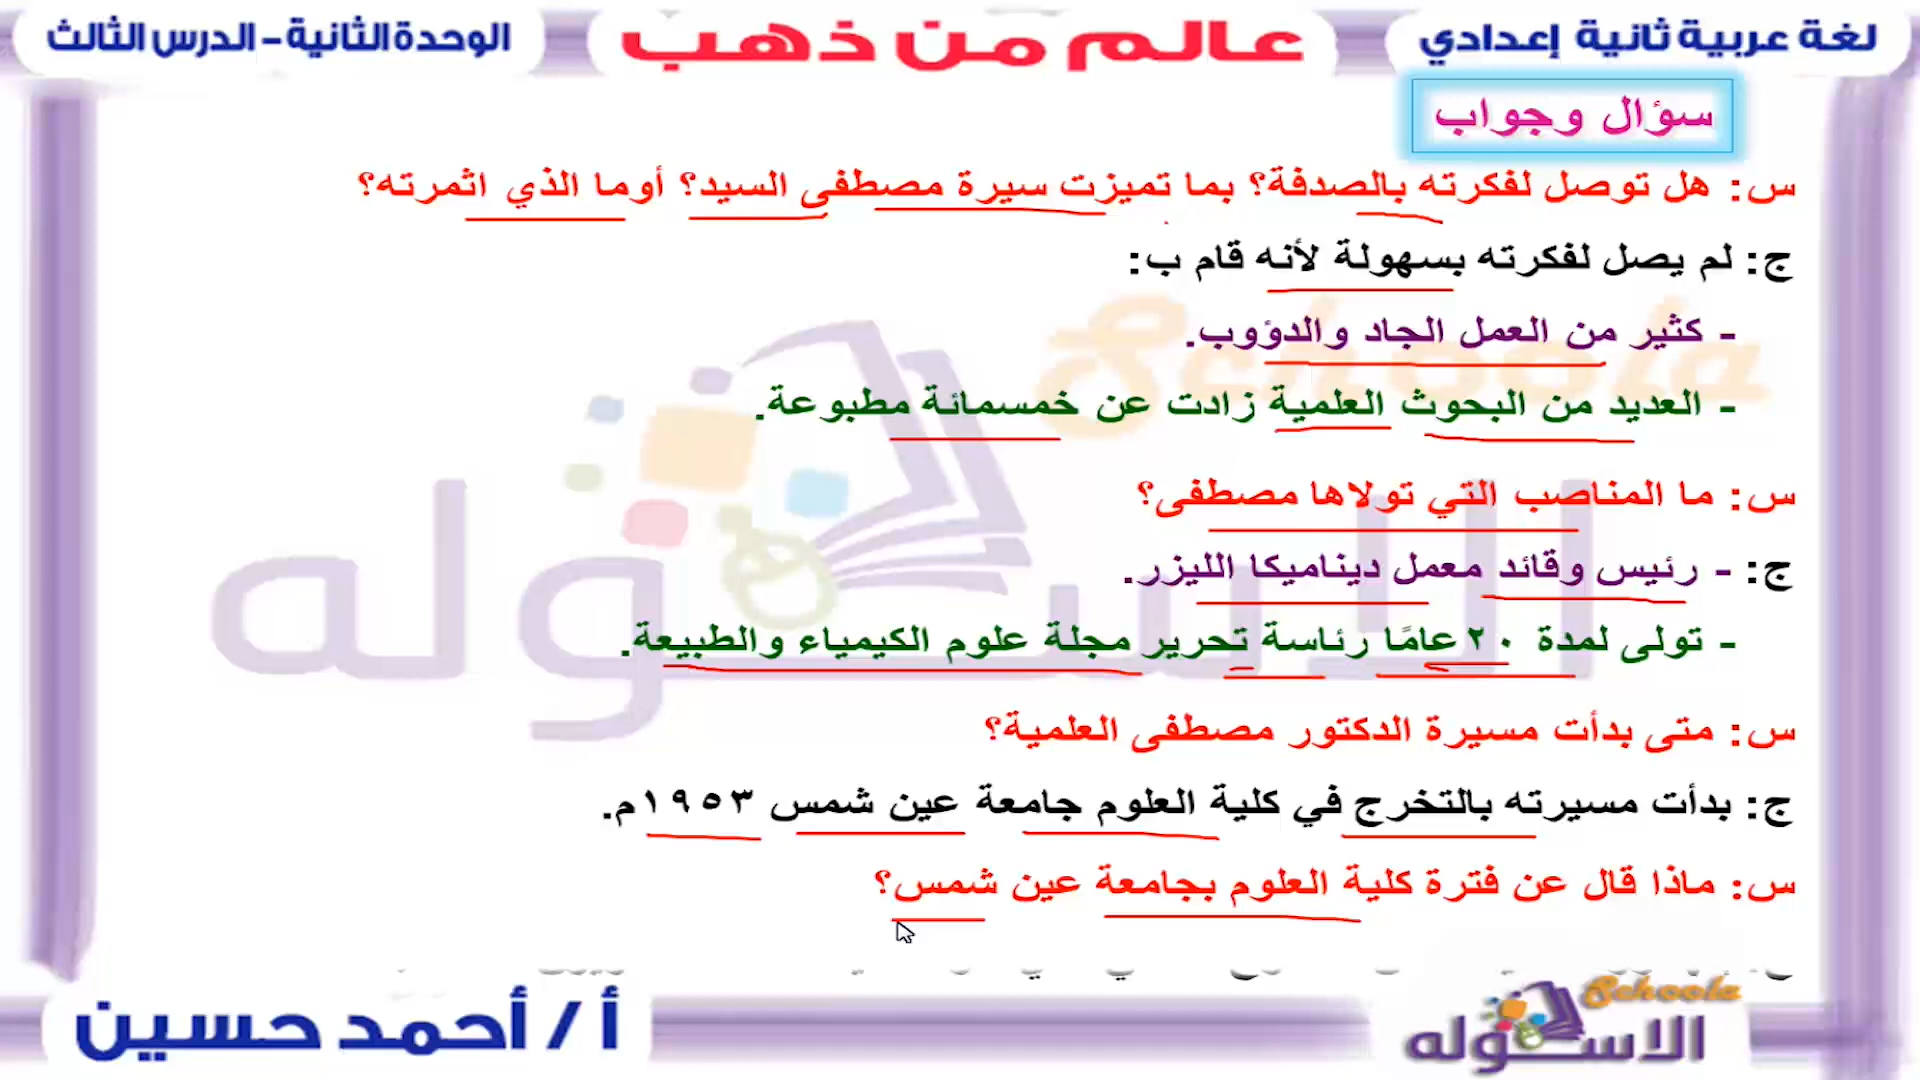 لغة عربية ثانية إعدادي
عالم من ذهب
الوحدة الثانية - الدرس الثالث
سؤال وجواب
س: هل توصل لفكرته بالصدفة؟ بما تميزت سيرة مصطفى السيد؟ أوما الذي اثمرته؟
ج: لم يصل لفكرته بسهولة لأنه قام ب:
- كثير من العمل الجاد والدؤوب.
- العديد من البحوث العلمية زادت عن خمسمائة مطبوعة.
س: ما المناصب التي تولاها مصطفى؟
ج: - رئيس وقائد معمل ديناميكا الليزر.
- تولى لمدة ٢٠ عامًا رئاسة تحرير مجلة علوم الكيمياء والطبيعة.
س: متى بدأت مسيرة الدكتور مصطفى العلمية؟
ج: بدأت مسيرته بالتخرج في كلية العلوم جامعة عين شمس ١٩٥٣م.
س: ماذا قال عن فترة كلية العلوم بجامعة عين شمس؟
أ / أحمد حسين
Schoola
الاسكوله